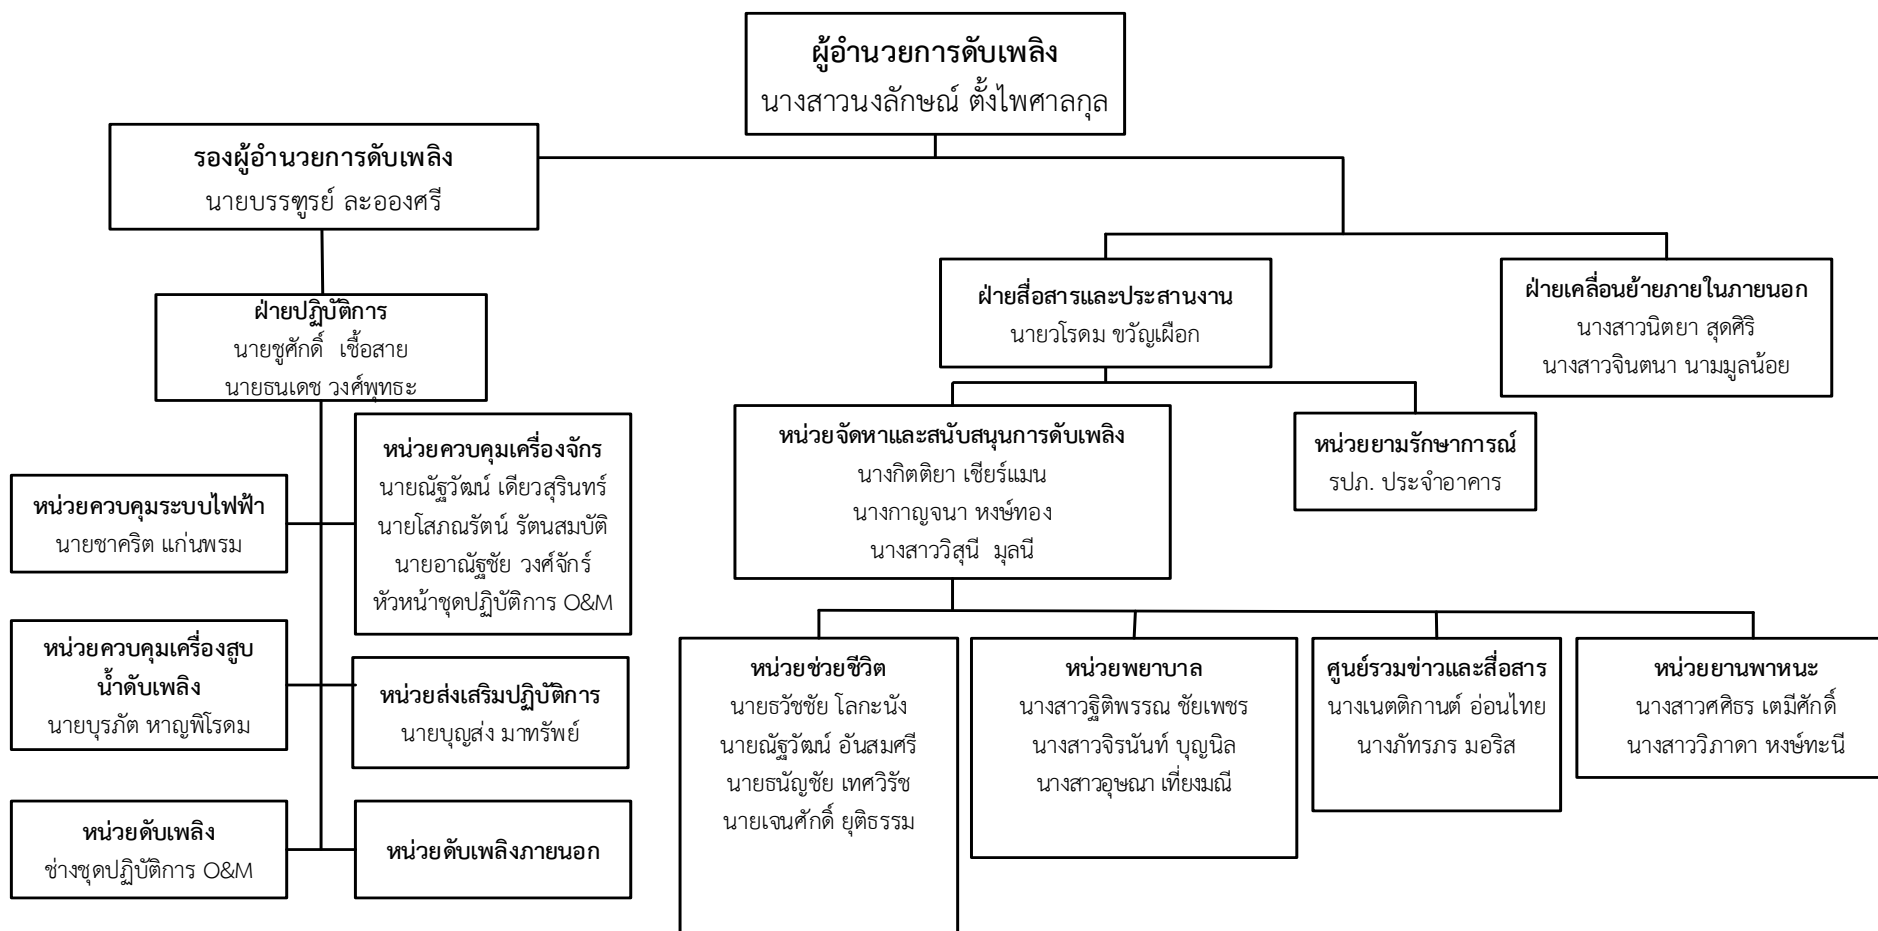 ผู้อำนวยการดับเพลิง
นางสาวนงลักษณ์ ตั้งไพศาลกุล
รองผู้อำนวยการดับเพลิง
นายบรรฑูรย์ ละอองศรี
ฝ่ายปฏิบัติการ
นายชูศักดิ์ เชื้อสาย
นายธนเดช วงศ์พุทธะ
หน่วยควบคุมระบบไฟฟ้า
นายชาคริต แก่นพรม
หน่วยควบคุมเครื่องจักร
นายณัฐวัฒน์ เดียวสุรินทร์
นายโสภณรัตน์ รัตนสมบัติ
นายอาณัฐชัย วงศ์จักร์
หัวหน้าชุดปฏิบัติการ O&M
หน่วยควบคุมเครื่องสูบ
น้ำดับเพลิง
นายบุรภัต หาญพิโรดม
หน่วยส่งเสริมปฏิบัติการ
นายบุญส่ง มาทรัพย์
หน่วยดับเพลิง
ช่างชุดปฏิบัติการ O&M
หน่วยดับเพลิงภายนอก
ฝ่ายสื่อสารและประสานงาน
นายวโรดม ขวัญเผือก
ฝ่ายเคลื่อนย้ายภายในภายนอก
นางสาวนิตยา สุดศิริ
นางสาวจินตนา นามมูลน้อย
หน่วยจัดหาและสนับสนุนการดับเพลิง
นางกิตติยา เชียร์แมน
นางกาญจนา หงษ์ทอง
นางสาววิสุนี มุลนี
หน่วยยามรักษาการณ์
รปภ. ประจำอาคาร
หน่วยช่วยชีวิต
นายธวัชชัย โลกะนัง
นายณัฐวัฒน์ อันสมศรี
นายธนัญชัย เทศวิรัช
นายเจนศักดิ์ ยุติธรรม
หน่วยพยาบาล
นางสาวฐิติพรรณ ชัยเพชร
นางสาวจิรนันท์ บุญนิล
นางสาวอุษณา เที่ยงมณี
ศูนย์รวมข่าวและสื่อสาร
นางเนตติกานต์ อ่อนไทย
นางภัทรภร มอริส
หน่วยยานพาหนะ
นางสาวศศิธร เตมีศักดิ์
นางสาววิภาดา หงษ์ทะนี